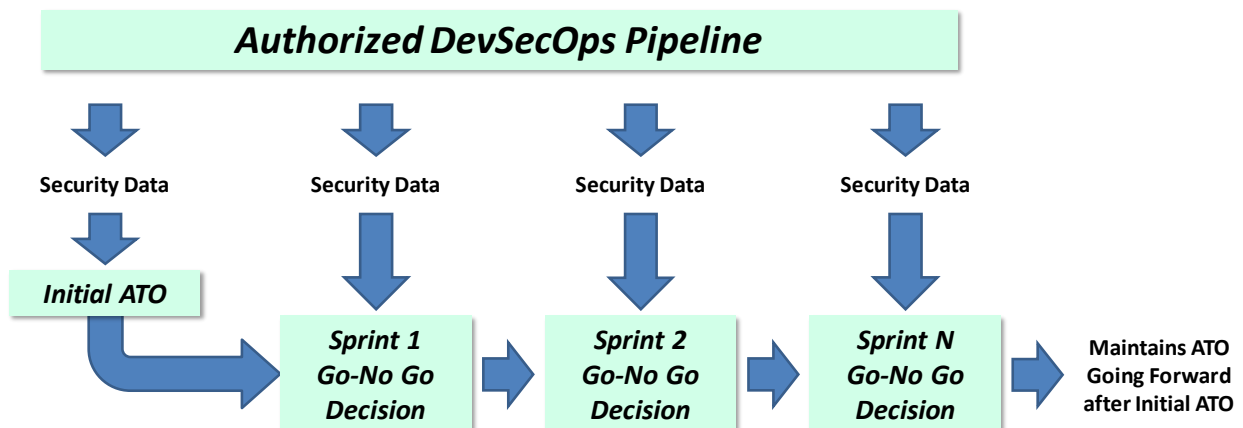 Authorized DevSecOps Pipeline
Security Data
Security Data
Security Data
Security Data
Initial ATO
Sprint 1
Go-No Go
Decision
Sprint 2
Go-No Go
Decision
Sprint N
Go-No Go
Decision
Maintains ATO
Going Forward
after Initial ATO